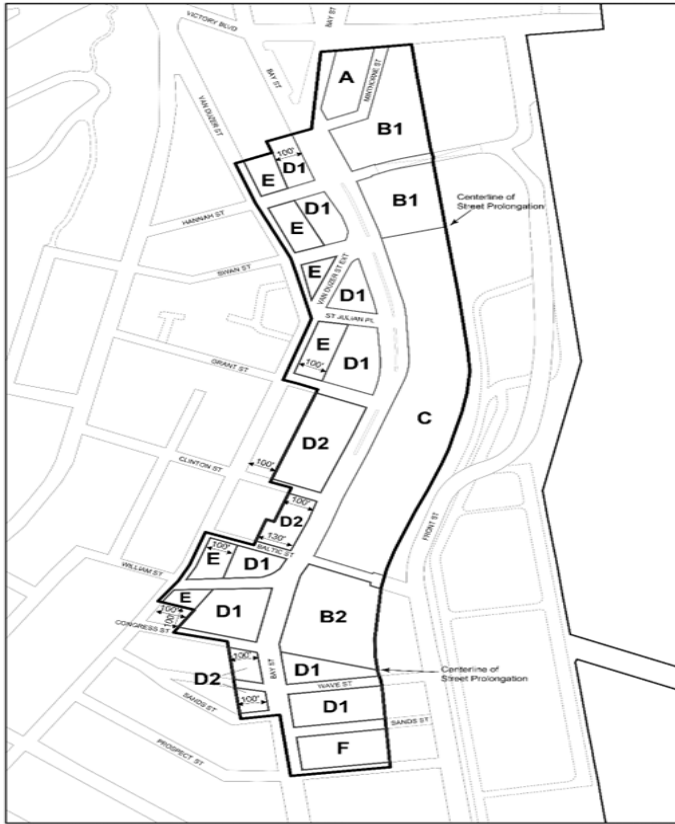 VICTORY BLVD
BAY ST
BAY ST
A
MINTHORNE ST
VAN DUZER ST
B1
100'
D1
E
B1
Centerline of
Street Prolongation
D1
HANNAH ST
E
SWAN ST
E
VAN DUZER ST EXT
D1
ST JULIAN PL
E
D1
GRANT ST
100'
C
D2
CLINTON ST
100'
100'
D2
FRONT ST
130'
100'
BALTIC ST
E
D1
WILLIAM ST
E
100'
100'
D1
B2
CONGRESS ST
BAY ST
100'
D1
Centerline of
Street Prolongation
D2
WAVE ST
100'
D1
SANDS ST
SANDS ST
F
PROSPECT ST